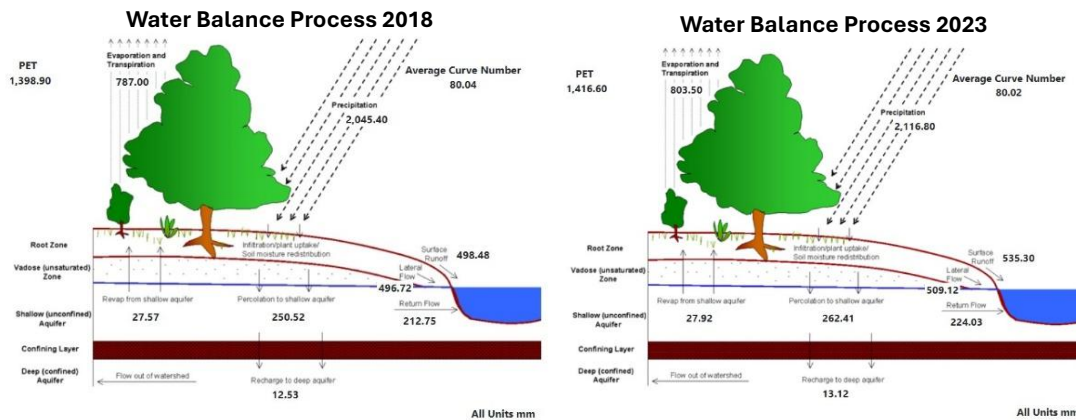 Water Balance Process 2018
PET
1,398.90
Evaporation and
Transpiration
787.00
Average Curve Number
80.04
Precipitation
2,045.40
Root Zone
Infiltration/plant uptake/
Soil moisture redistribution
Surface
Runoff
498.48
Vadose (unsaturated)
Zone
Lateral
Flow
496.72
Revap from shallow aquifer
Percolation to shallow aquifer
Return Flow
Shallow (unconfined)
Aquifer
27.57
250.52
212.75
Confining Layer
Deep (confined)
Aquifer
Flow out of watershed
Recharge to deep aquifer
12.53
All Units mm
Water Balance Process 2023
PET
1,416.60
Evaporation and
Transpiration
803.50
Average Curve Number
80.02
Precipitation
2,116.80
Root Zone
Infiltration/plant uptake/
Soil moisture redistribution
Surface
Runoff
535.30
Vadose (unsaturated)
Zone
Lateral
Flow
509.12
Revap from shallow aquifer
Percolation to shallow aquifer
Return Flow
Shallow (unconfined)
Aquifer
27.92
262.41
224.03
Confining Layer
Deep (confined)
Aquifer
Flow out of watershed
Recharge to deep aquifer
13.12
All Units mm